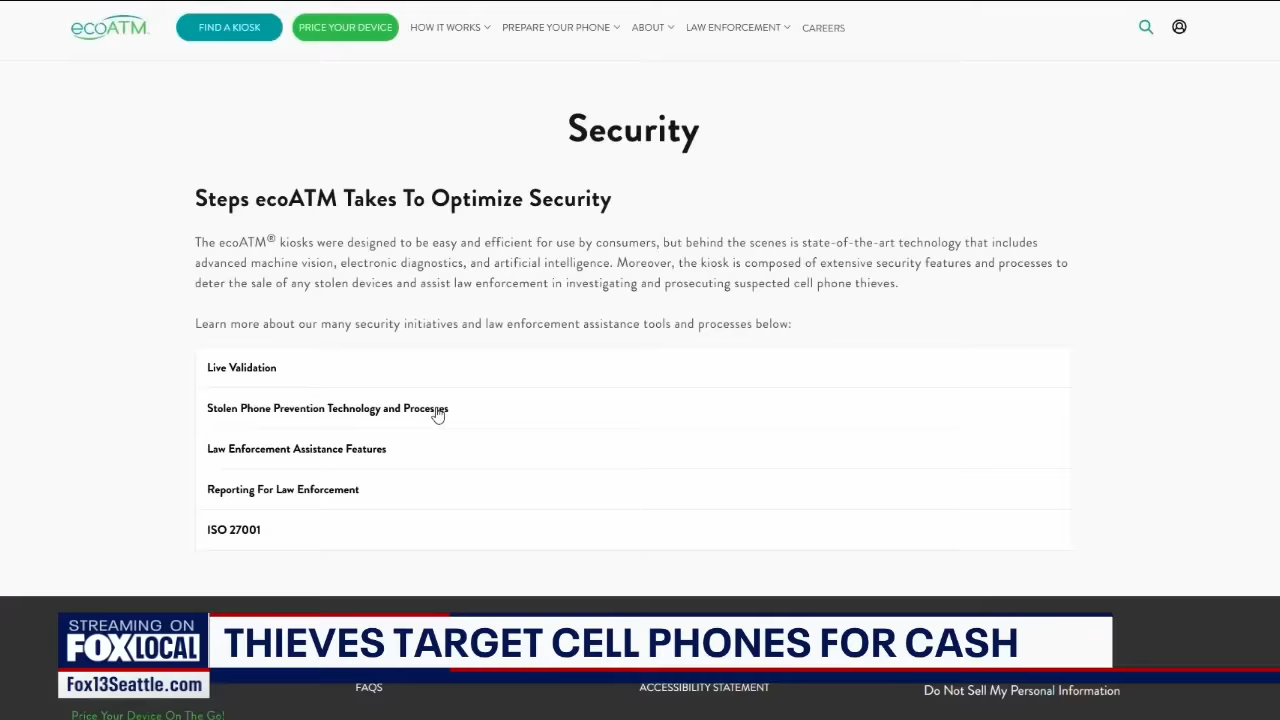 ecoATM.
FIND A KIOSK
PRICE YOUR DEVICE
HOW IT WORKS
PREPARE YOUR PHONE
ABOUT
LAW ENFORCEMENT
CAREERS
Security
Steps ecoATM Takes To Optimize Security
The ecoATM® kiosks were designed to be easy and efficient for use by consumers, but behind the scenes is state-of-the-art technology that includes
advanced machine vision, electronic diagnostics, and artificial intelligence. Moreover, the kiosk is composed of extensive security features and processes to
deter the sale of any stolen devices and assist law enforcement in investigating and prosecuting suspected cell phone thieves.
Learn more about our many security initiatives and law enforcement assistance tools and processes below:
Live Validation
Stolen Phone Prevention Technology and Processes
Law Enforcement Assistance Features
Reporting For Law Enforcement
ISO 27001
STREAMING ON
FOX LOCAL
THIEVES TARGET CELL PHONES FOR CASH
Fox13Seattle.com
FAQS
ACCESSIBILITY STATEMENT
Do Not Sell My Personal Information
Price Your Device On The Go!